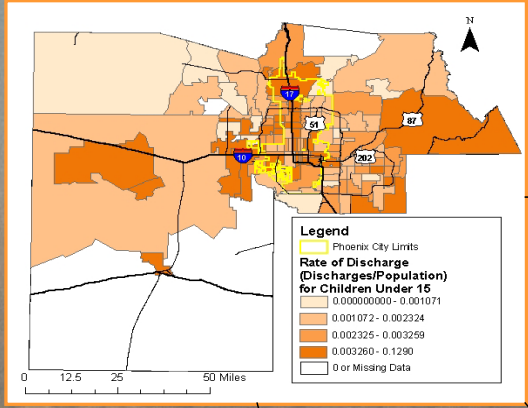 N
17
51
87
202
10
Legend
Phoenix City Limits
Rate of Discharge
(Discharges/Population)
for Children Under 15
0.000000000 - 0.001071
0.001072 - 0.002324
0.002325 - 0.003259
0.003260 - 0.1290
0 or Missing Data
0 12.5 25 50 Miles